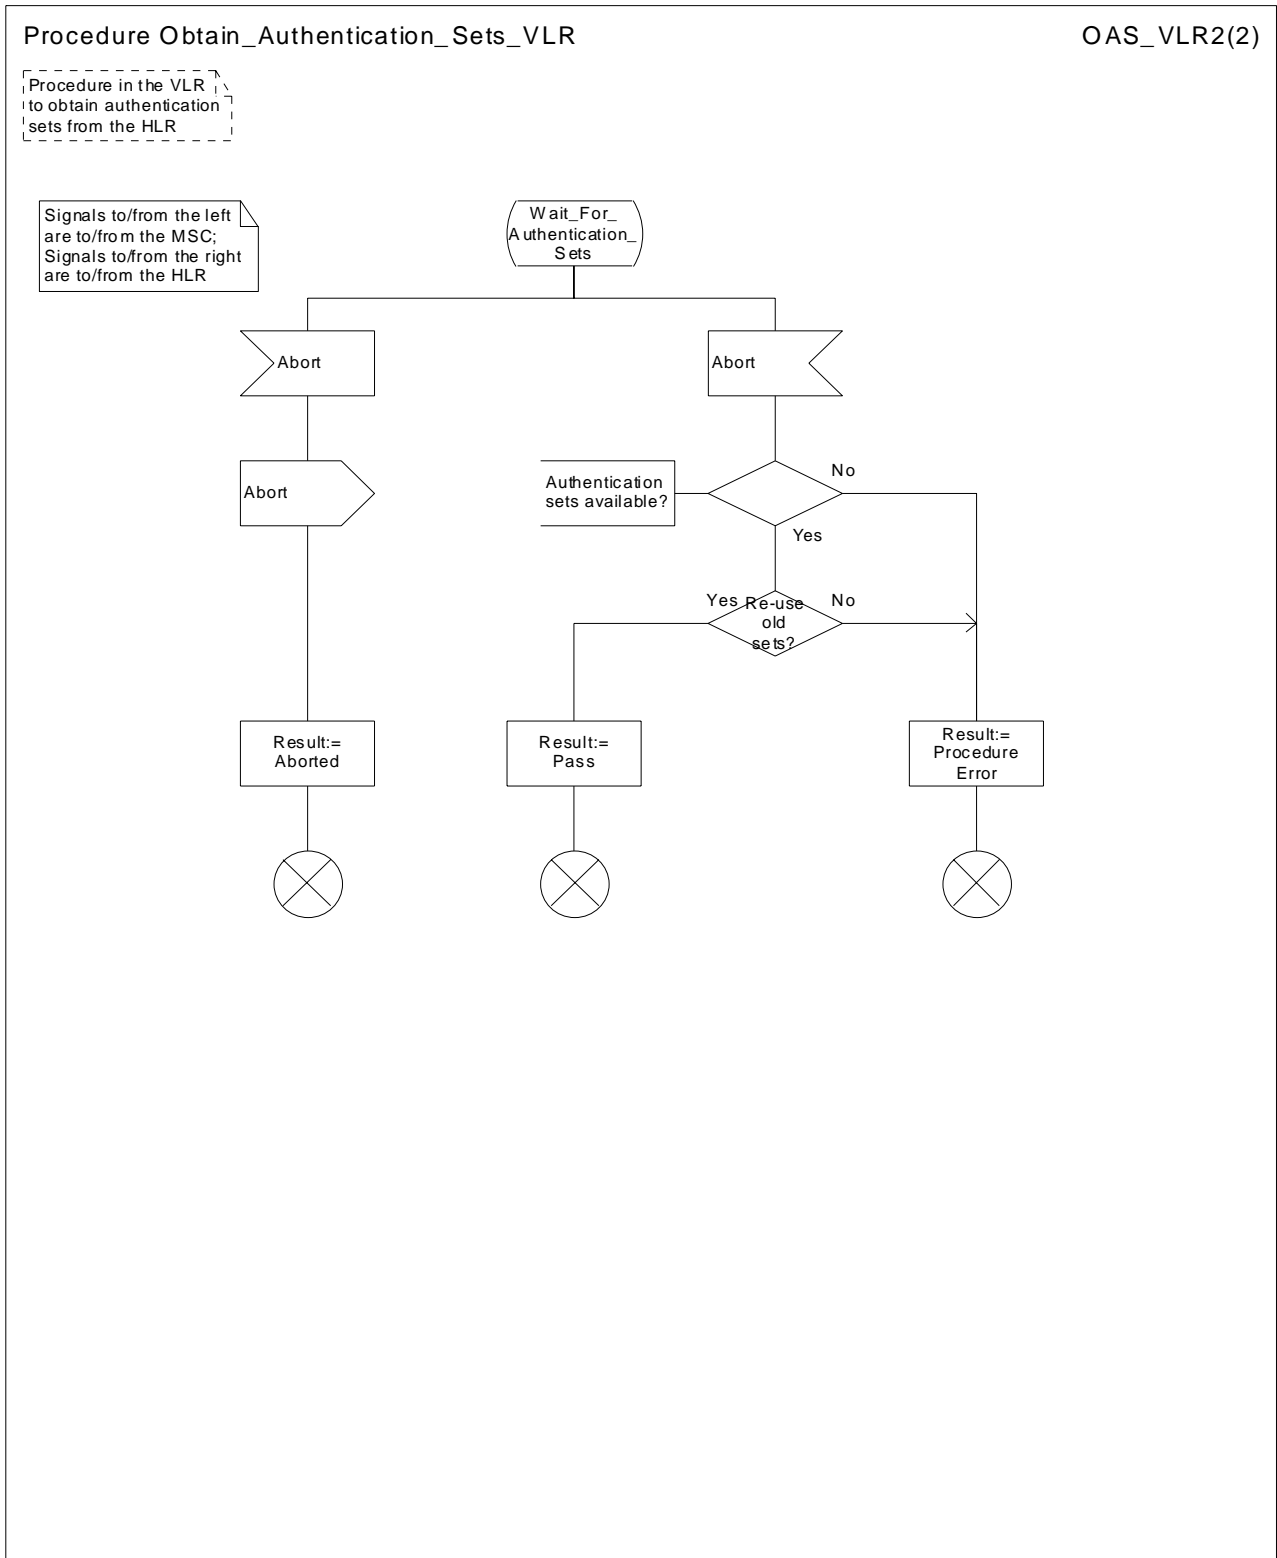 Procedure Obtain_Authentication_Sets_VLR
OAS_VLR2(2)
Procedure in the VLR
to obtain authentication
sets from the HLR
Signals to/from the left
are to/from the MSC;
Signals to/from the right
are to/from the HLR
Wait_For_
Authentication_
Sets
Abort
Abort
Abort
Authentication
sets available?
No
Yes
Yes
Re-use
old
sets?
No
Result:=
Aborted
Result:=
Pass
Result:=
Procedure
Error